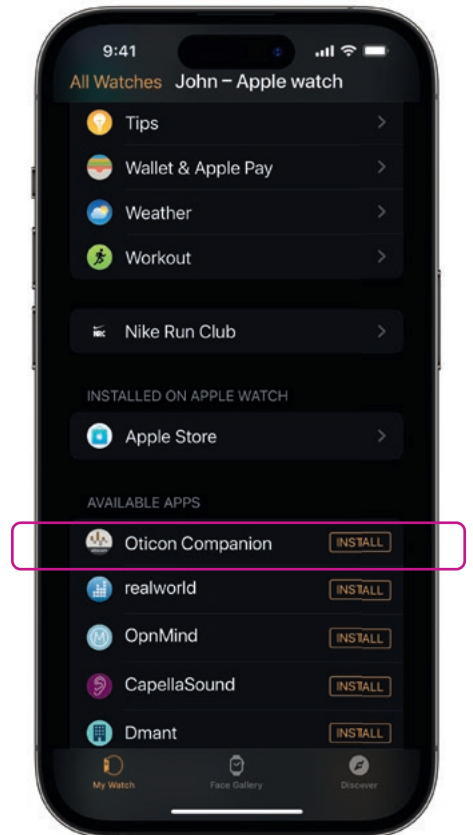 9:41
All Watches John – Apple watch
Tips
Wallet & Apple Pay
Weather
Workout
NRC Nike Run Club
INSTALLED ON APPLE WATCH
Apple Store
AVAILABLE APPS
Oticon Companion INSTALL
realworld INSTALL
OpnMind INSTALL
CapellaSound INSTALL
Dmant INSTALL
My Watch Face Gallery Discover